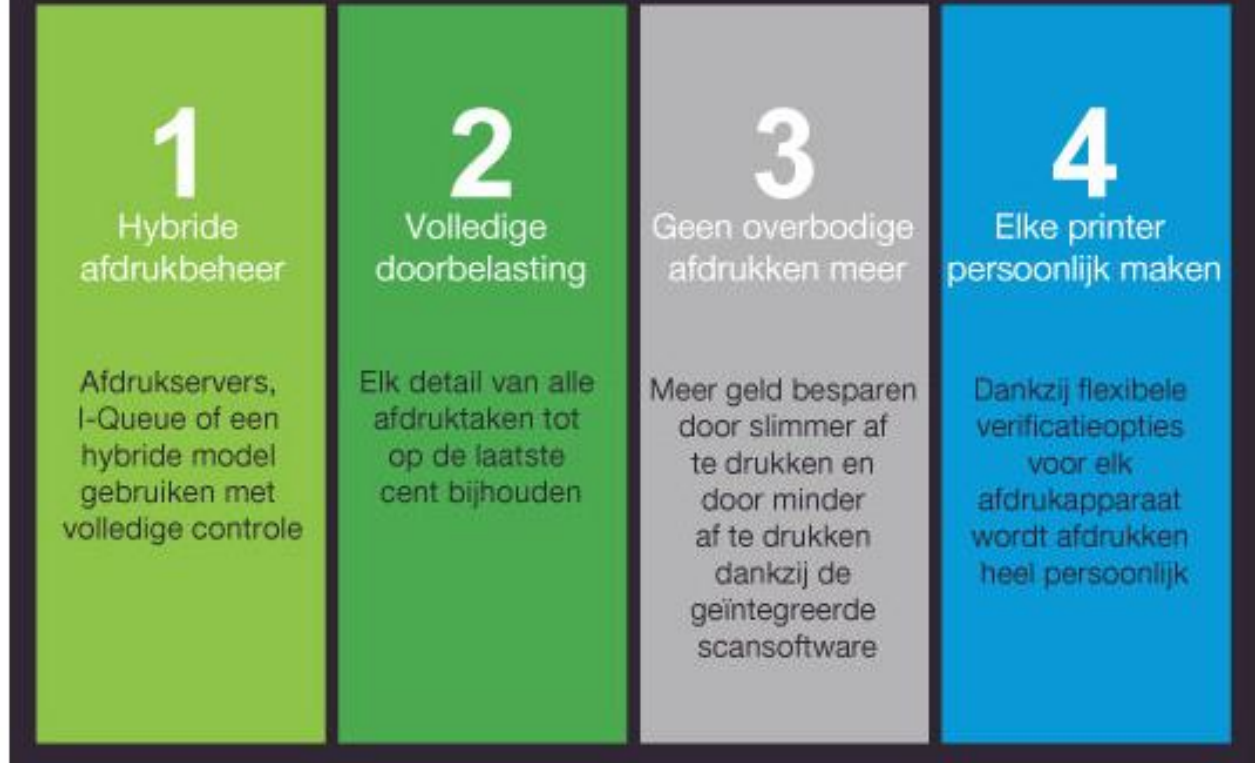 1
Hybride
afdrukbeheer
Afdrukservers,
I-Queue of een
hybride model
gebruiken met
volledige controle
2
Volledige
doorbelasting
Elk detail van alle
afdruktaken tot
op de laatste
cent bijhouden
3
Geen overbodige
afdrukken meer
Meer geld besparen
door slimmer af
te drukken en
door minder
af te drukken
dankzij de
geïntegreerde
scansoftware
4
Elke printer
persoonlijk maken
Dankzij flexibele
verificatieopties
voor elk
afdrukapparaat
wordt afdrukken
heel persoonlijk